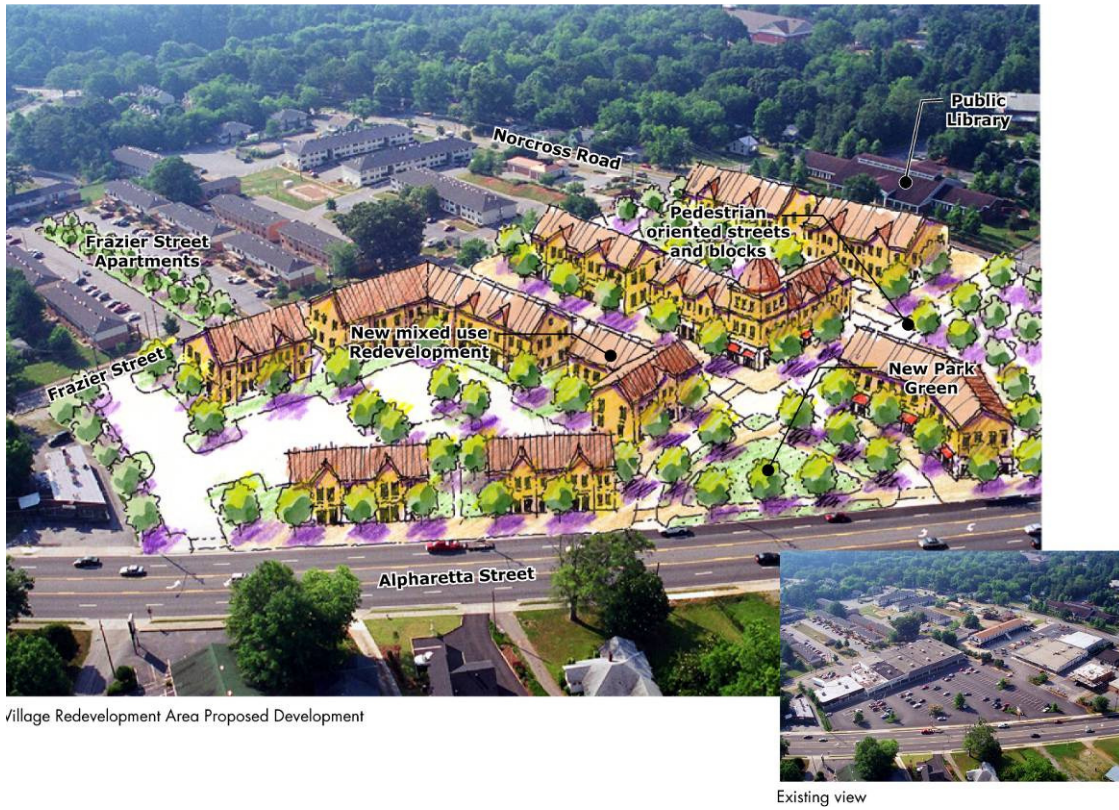 Public
Library
Norcross Road
Pedestrian
oriented streets
and blocks
Frazier Street
Apartments
New mixed use
Redevelopment
New Park
Green
Frazier Street
Alpharetta Street
Village Redevelopment Area Proposed Development
Existing view